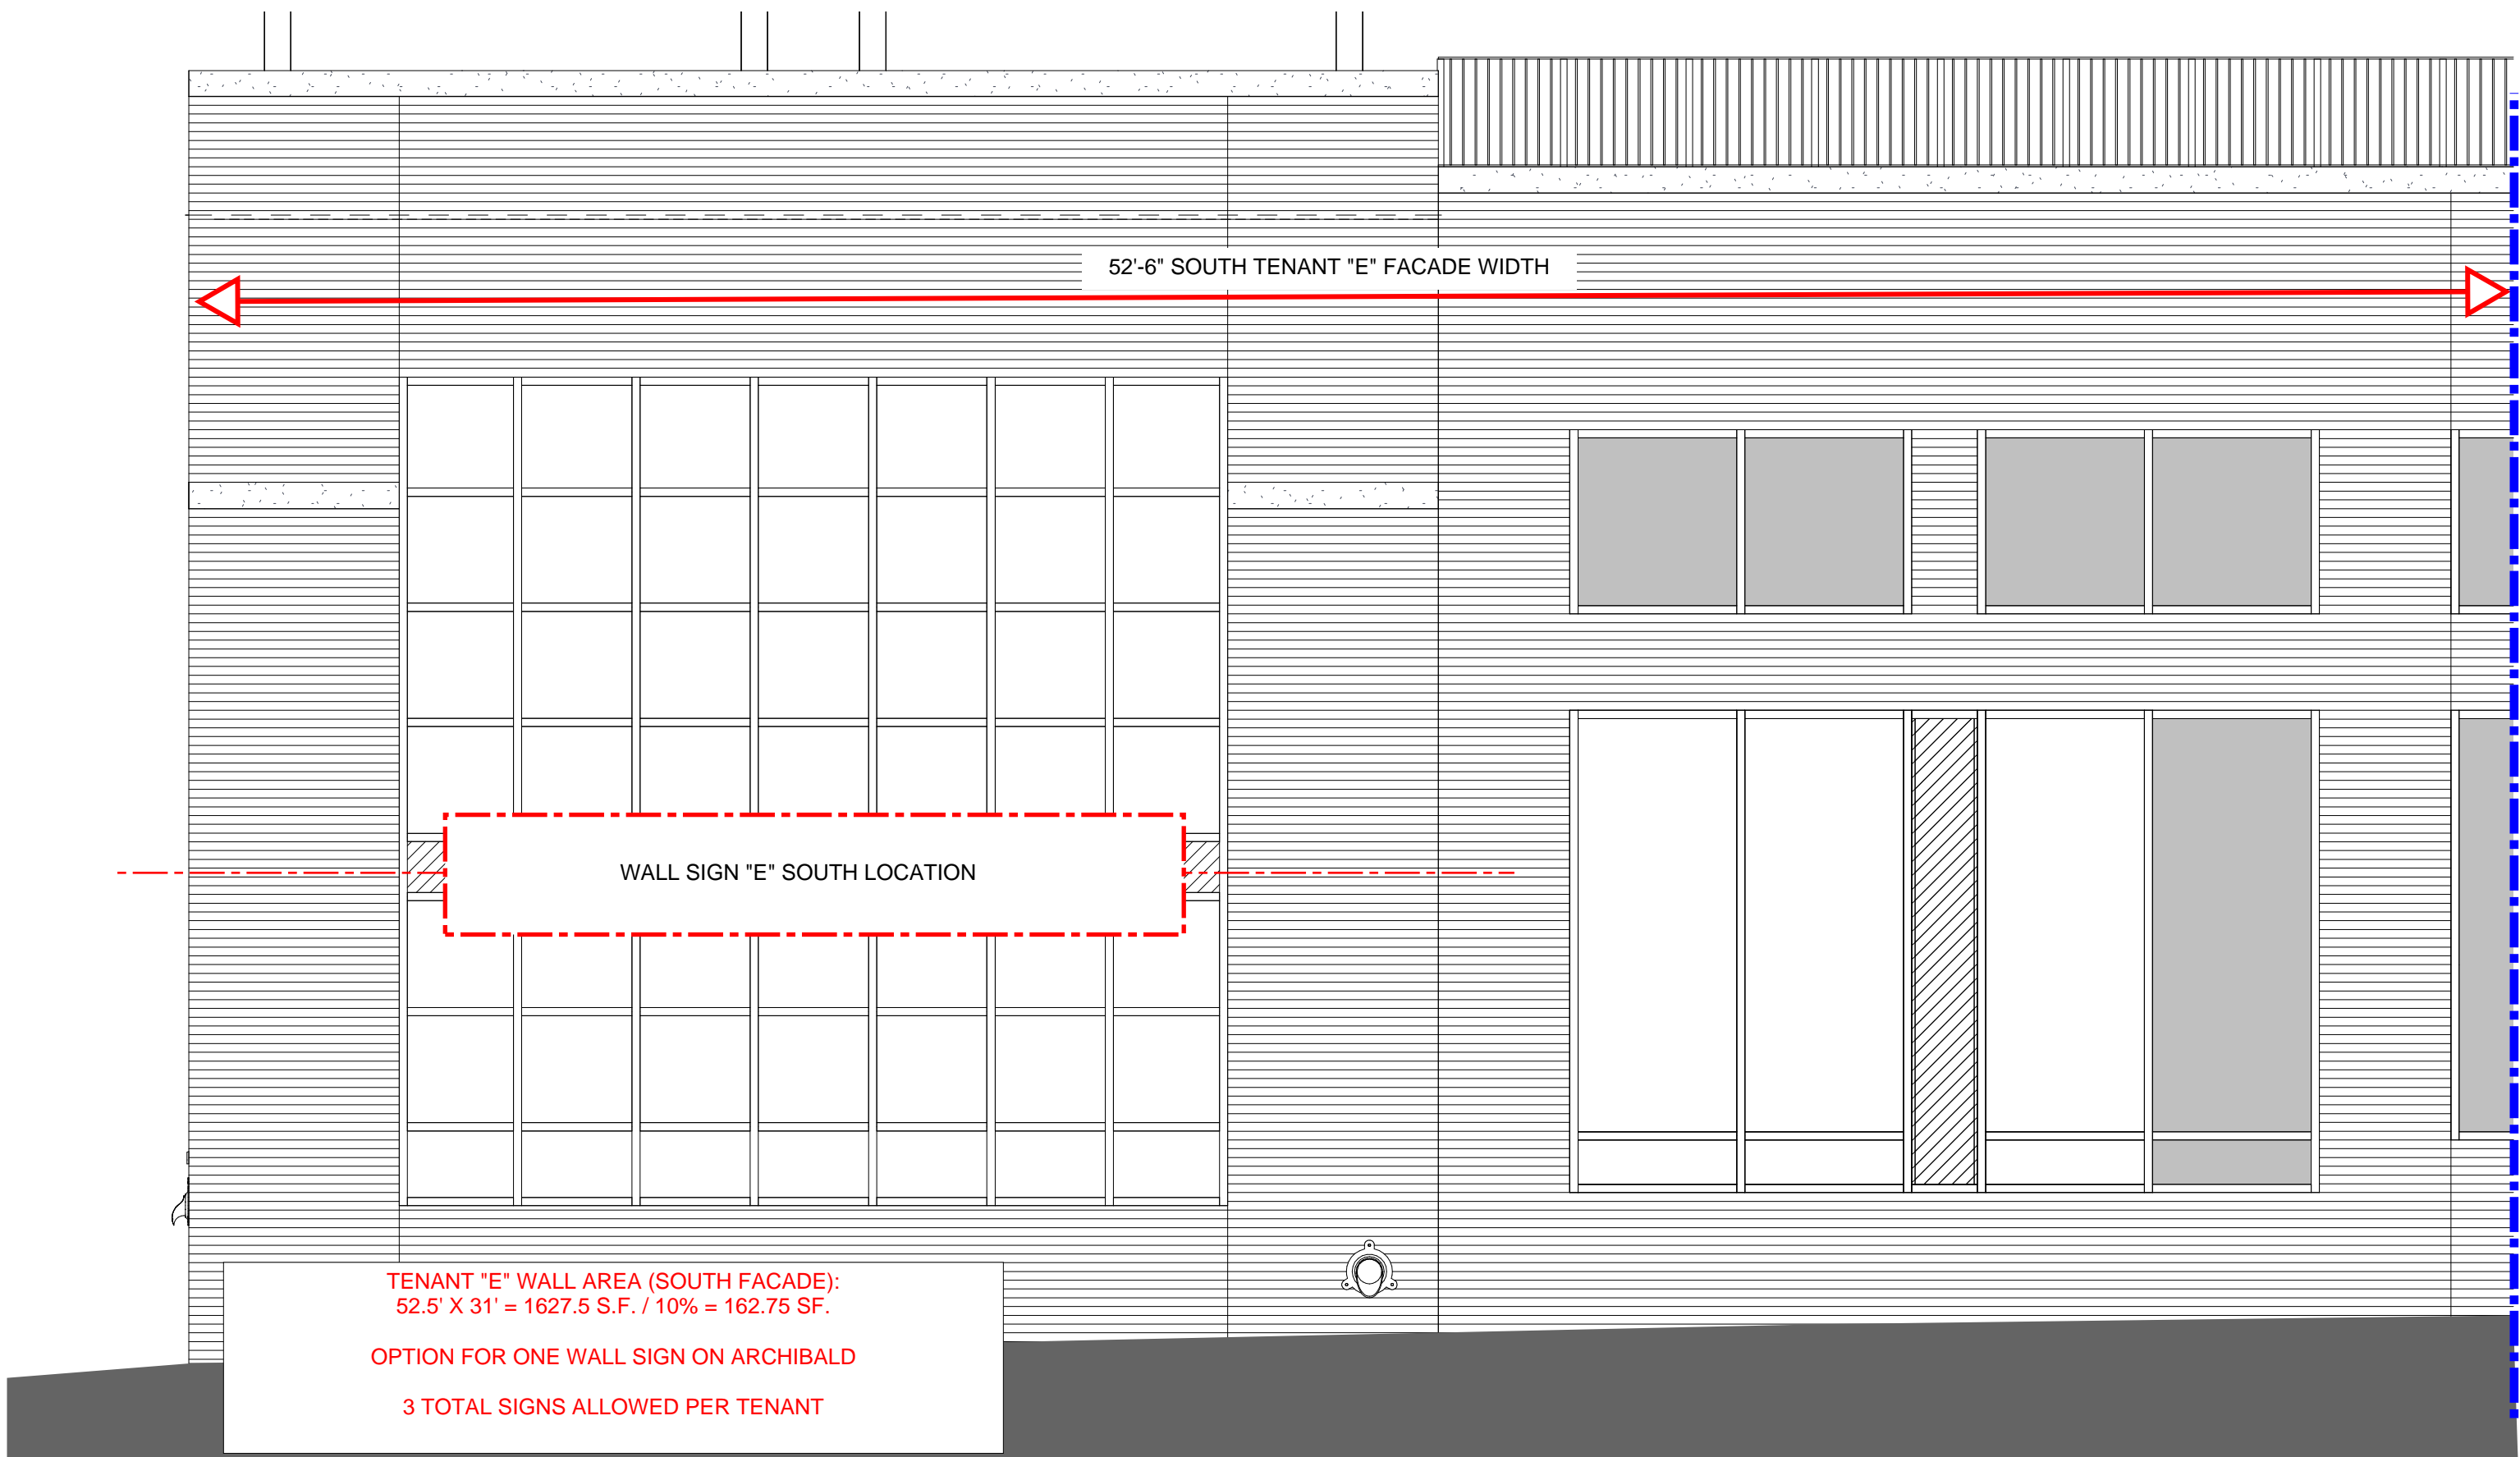 52'-6" SOUTH TENANT "E" FACADE WIDTH
WALL SIGN "E" SOUTH LOCATION
TENANT "E" WALL AREA (SOUTH FACADE):
52.5' X 31' = 1627.5 S.F. / 10% = 162.75 SF.
OPTION FOR ONE WALL SIGN ON ARCHIBALD
3 TOTAL SIGNS ALLOWED PER TENANT